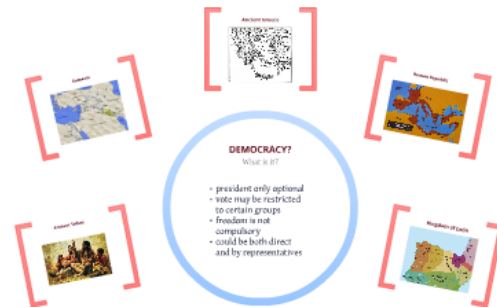 Ancient Greece
Roman Republic
DEMOCRACY?
What is it?
• president only optional
• vote may be restricted
to certain groups
• freedom is not
compulsory
• could be both direct
and by representatives